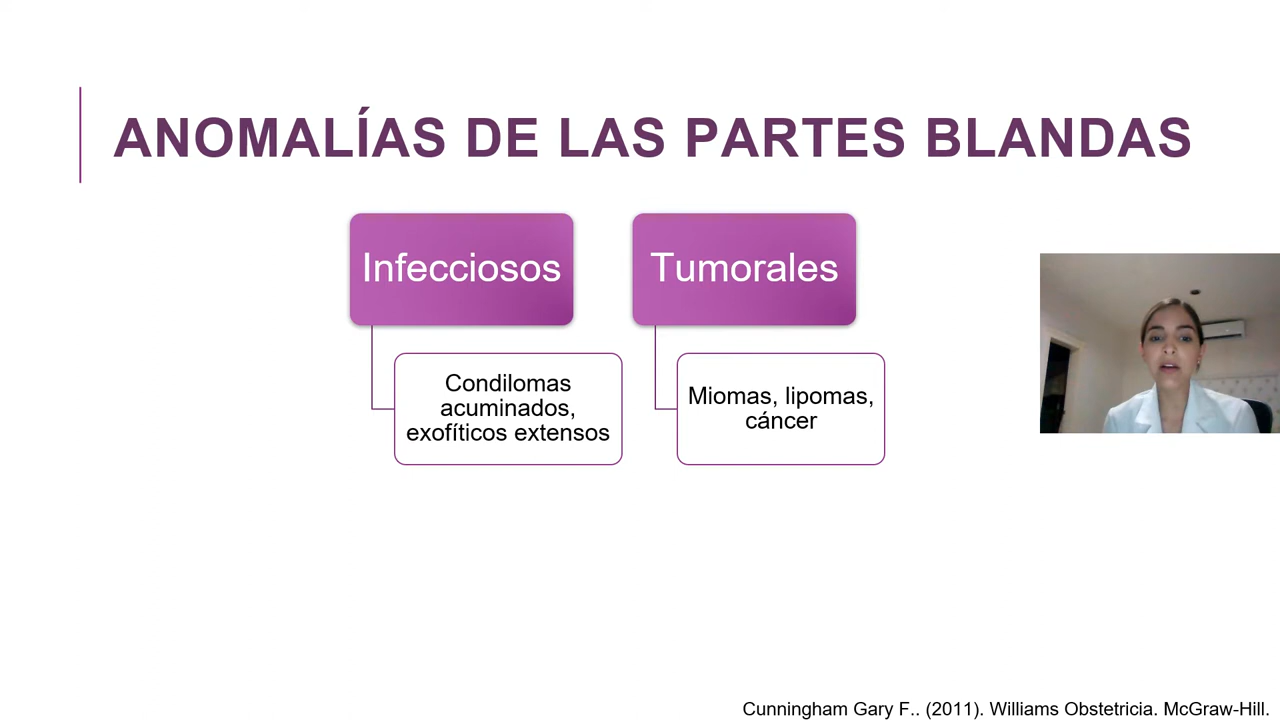 ANOMALÍAS DE LAS PARTES BLANDAS
Infecciosos
Condilomas
acuminados,
exofíticos extensos
Tumorales
Miomas, lipomas,
cáncer
Cunningham Gary F.. (2011). Williams Obstetricia. McGraw-Hill.